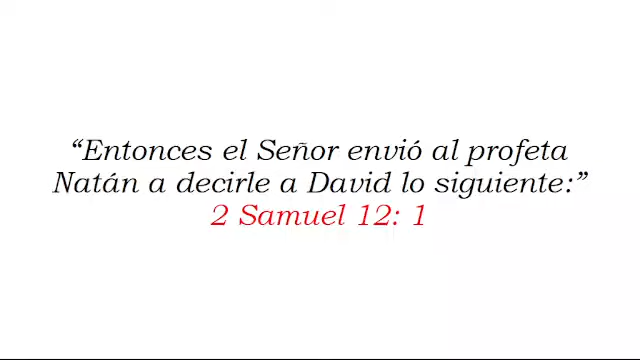 “Entonces el Señor envió al profeta
Natán a decirle a David lo siguiente:”
2 Samuel 12: 1